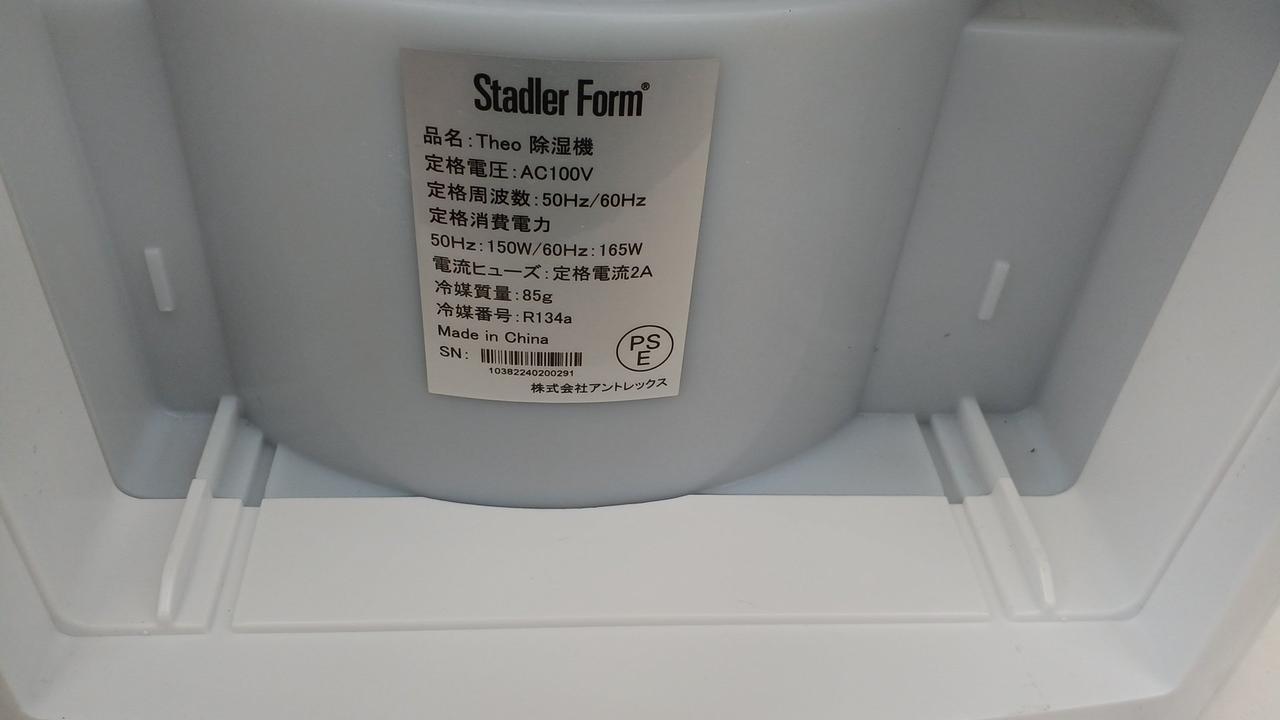 Stadler Form®
品名:Theo 除湿機
定格電圧:AC100V
定格周波数:50Hz/60Hz
定格消費電力
50Hz:150W/60Hz:165W
電流ヒューズ:定格電流2A
冷媒質量:85g
冷媒番号:R134a
Made in China
SN:
10382240200291
PS
E
株式会社アントレックス